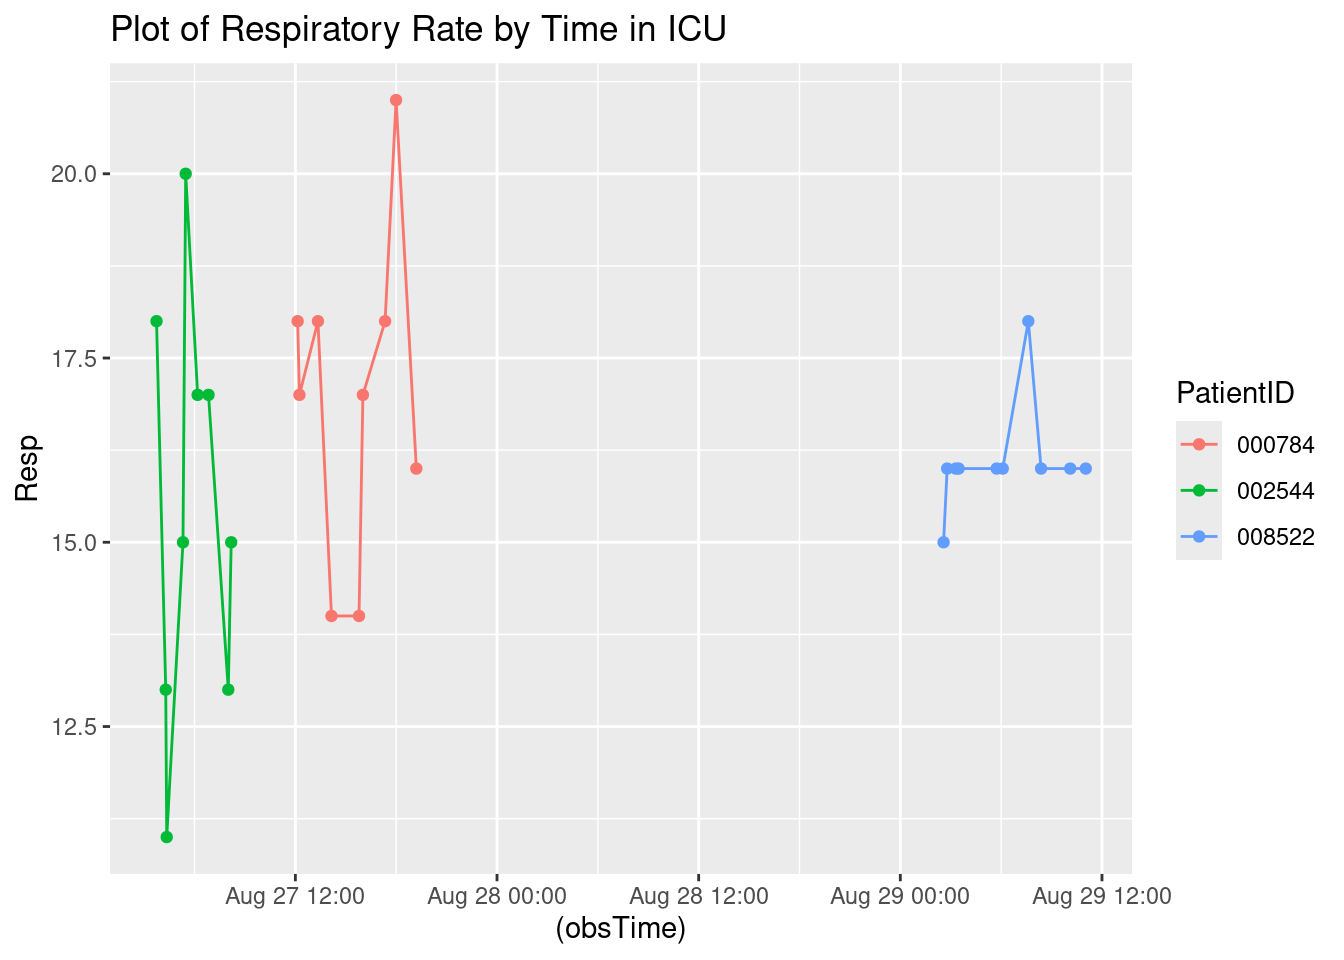 Plot of Respiratory Rate by Time in ICU
Resp
20.0
17.5
15.0
12.5
Aug 27 12:00
Aug 28 00:00
Aug 28 12:00
Aug 29 00:00
Aug 29 12:00
(obsTime)
PatientID
000784
002544
008522